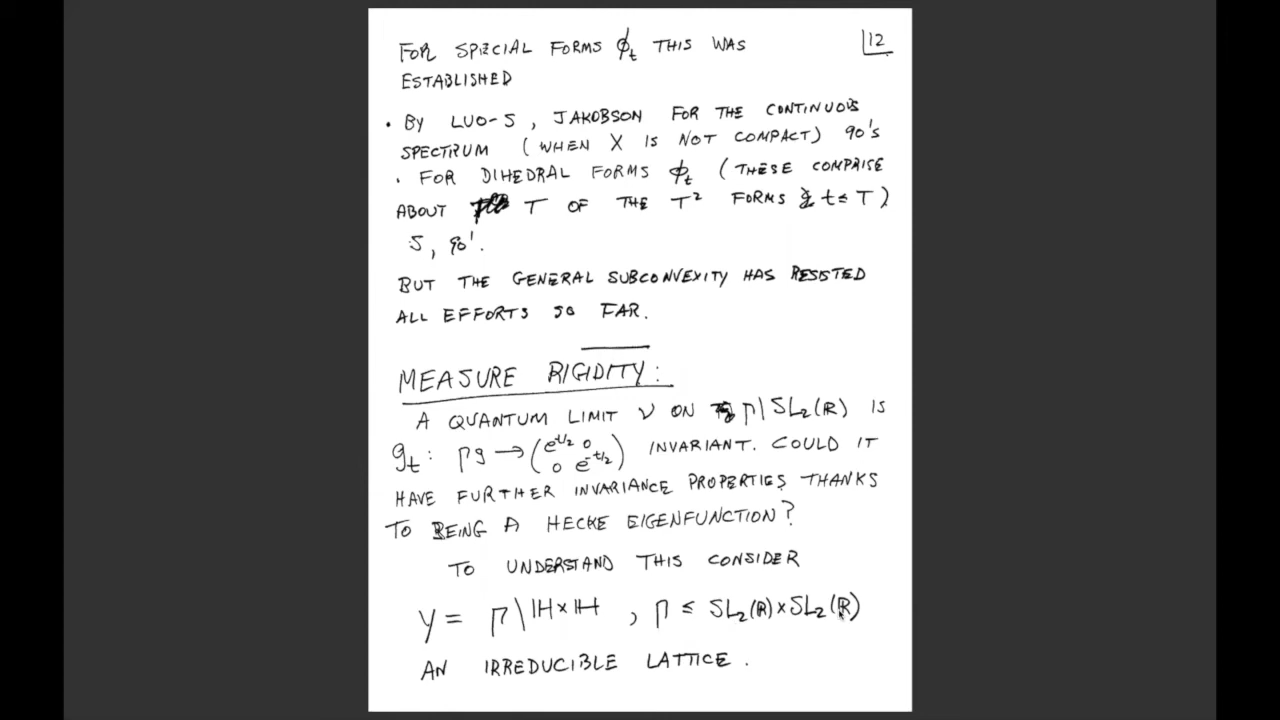 FOR SPECIAL FORMS ϕ_t THIS WAS
12
ESTABLISHED
• BY LUO-S, JAKOBSON FOR THE CONTINUOUS
SPECTRUM (WHEN X IS NOT COMPACT) 90's
• FOR DIHEDRAL FORMS ϕ_t (THESE COMPRISE
ABOUT T OF THE T² FORMS t ≤ T)
S, 90'.
BUT THE GENERAL SUBCONVEXITY HAS RESISTED
ALL EFFORTS SO FAR.
MEASURE RIGIDITY:
A QUANTUM LIMIT ν ON Γ\SL₂(R) IS
g_t : Γg → (e^{t/2} 0 / 0 e^{-t/2}) INVARIANT. COULD IT
HAVE FURTHER INVARIANCE PROPERTIES THANKS
TO BEING A HECKE EIGENFUNCTION?
TO UNDERSTAND THIS CONSIDER
Y = Γ\ℍ×ℍ, Γ ≤ SL₂(R)×SL₂(R)
AN IRREDUCIBLE LATTICE.